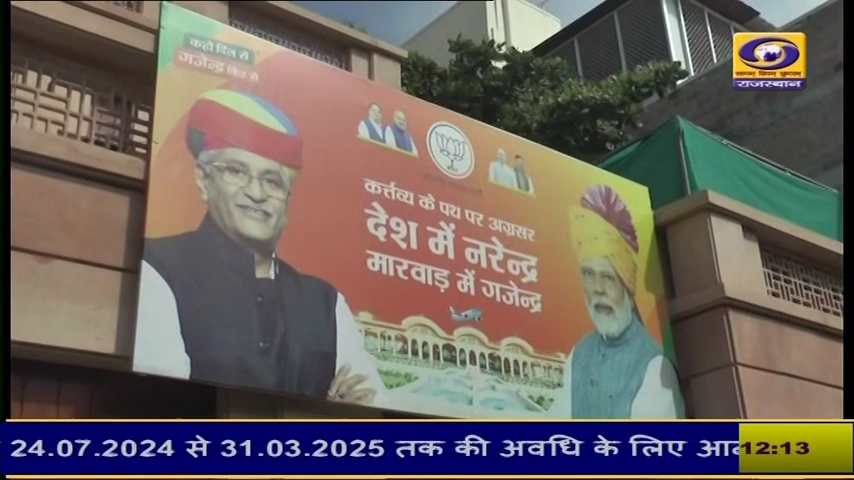 कहो दिल से
गजेन्द्र फिर से
राजस्थान
कर्त्तव्य के पथ पर अग्रसर
देश में नरेन्द्र
मारवाड़ में गजेन्द्र
24.07.2024 से 31.03.2025 तक की अवधि के लिए
12:13